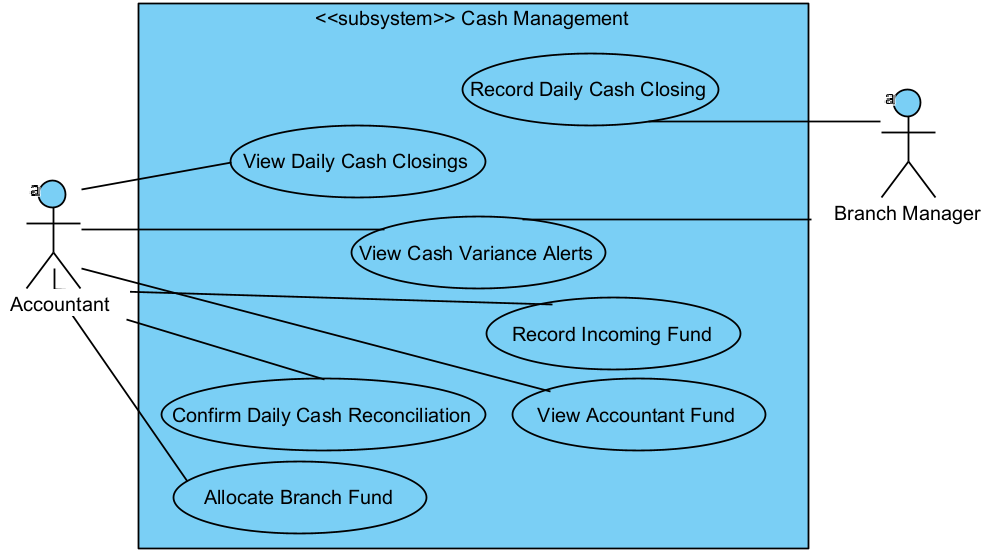 <<subsystem>> Cash Management
Record Daily Cash Closing
a
View Daily Cash Closings
a
Branch Manager
View Cash Variance Alerts
Accountant
Record Incoming Fund
Confirm Daily Cash Reconciliation
View Accountant Fund
Allocate Branch Fund